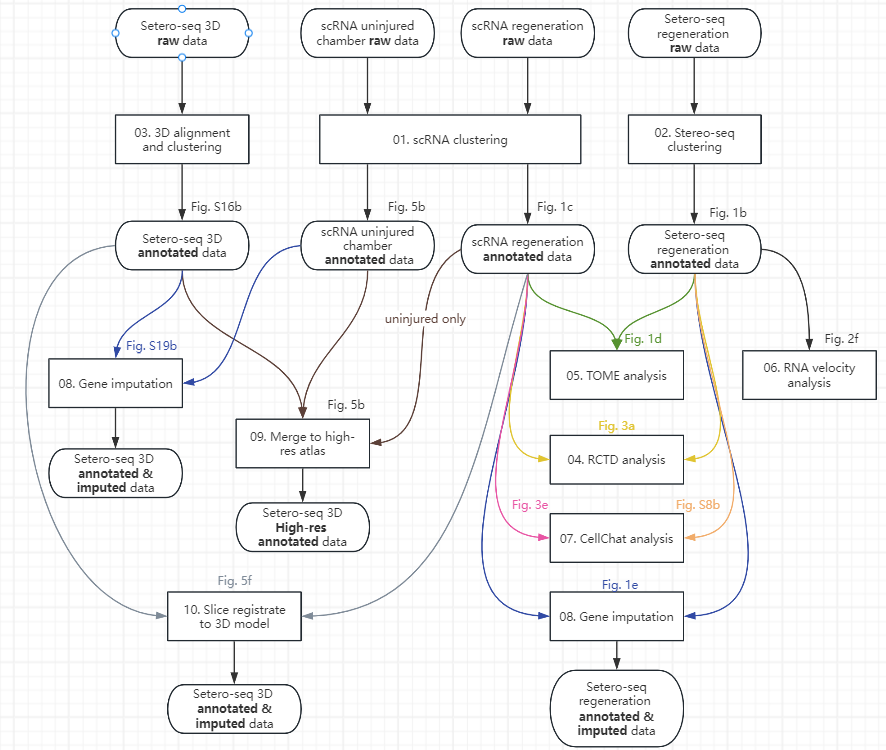 Setero-seq 3D
raw data
scRNA uninjured
chamber raw data
scRNA regeneration
raw data
Setero-seq
regeneration
raw data
03. 3D alignment
and clustering
01. scRNA clustering
02. Stereo-seq
clustering
Fig. S16b
Fig. 5b
Fig. 1c
Fig. 1b
Setero-seq 3D
annotated data
scRNA uninjured
chamber
annotated data
scRNA regeneration
annotated data
Setero-seq
regeneration
annotated data
uninjured only
Fig. S19b
Fig. 1d
Fig. 2f
08. Gene imputation
05. TOME analysis
06. RNA velocity
analysis
Fig. 5b
09. Merge to high-
res atlas
Fig. 3a
04. RCTD analysis
Setero-seq 3D
annotated &
imputed data
Setero-seq 3D
High-res
annotated data
Fig. 3e
Fig. S8b
07. CellChat analysis
Fig. 5f
10. Slice registrate
to 3D model
Fig. 1e
08. Gene imputation
Setero-seq 3D
annotated &
imputed data
Setero-seq
regeneration
annotated &
imputed data